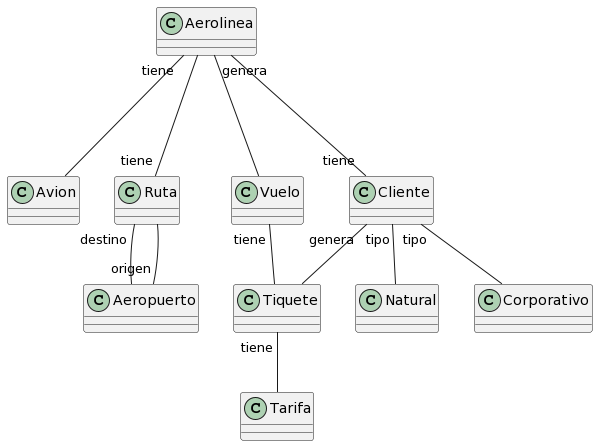 C Aerolinea
tiene
genera
tiene
tiene
C Avion
C Ruta
C Vuelo
C Cliente
destino
origen
tiene
genera
tipo
tipo
C Aeropuerto
C Tiquete
C Natural
C Corporativo
tiene
C Tarifa